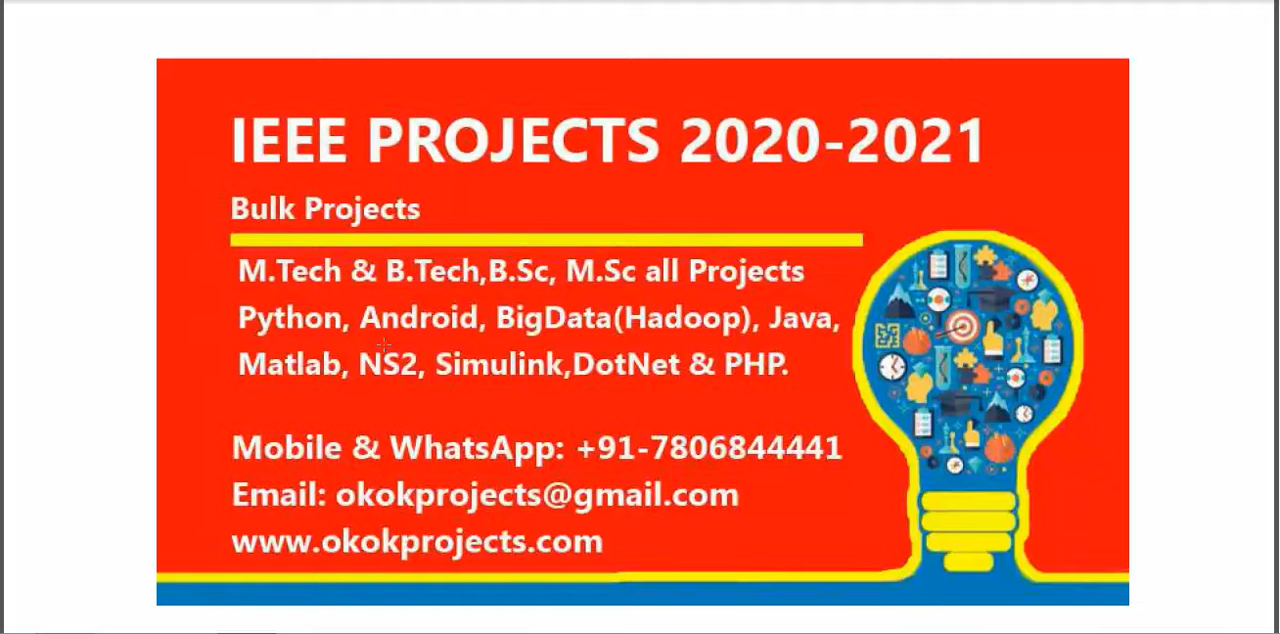 IEEE PROJECTS 2020-2021
Bulk Projects
M.Tech & B.Tech,B.Sc, M.Sc all Projects
Python, Android, BigData(Hadoop), Java,
Matlab, NS2, Simulink,DotNet & PHP.
Mobile & WhatsApp: +91-7806844441
Email: okokprojects@gmail.com
www.okokprojects.com